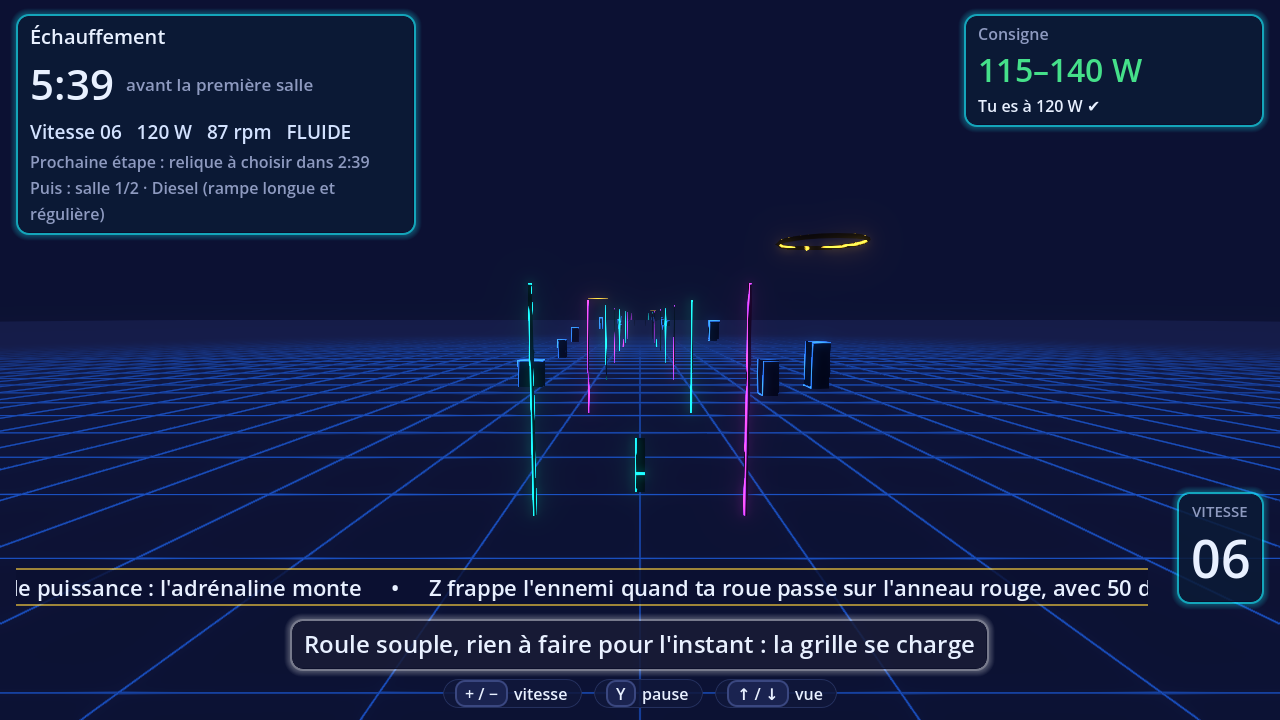 Échauffement
5:39 avant la première salle
Vitesse 06 120 W 87 rpm FLUIDE
Prochaine étape : relique à choisir dans 2:39
Puis : salle 1/2 · Diesel (rampe longue et
régulière)
Consigne
115–140 W
Tu es à 120 W ✔
VITESSE
06
le puissance : l'adrénaline monte • Z frappe l'ennemi quand ta roue passe sur l'anneau rouge, avec 50 d
Roule souple, rien à faire pour l'instant : la grille se charge
+ / − vitesse Y pause ↑ / ↓ vue